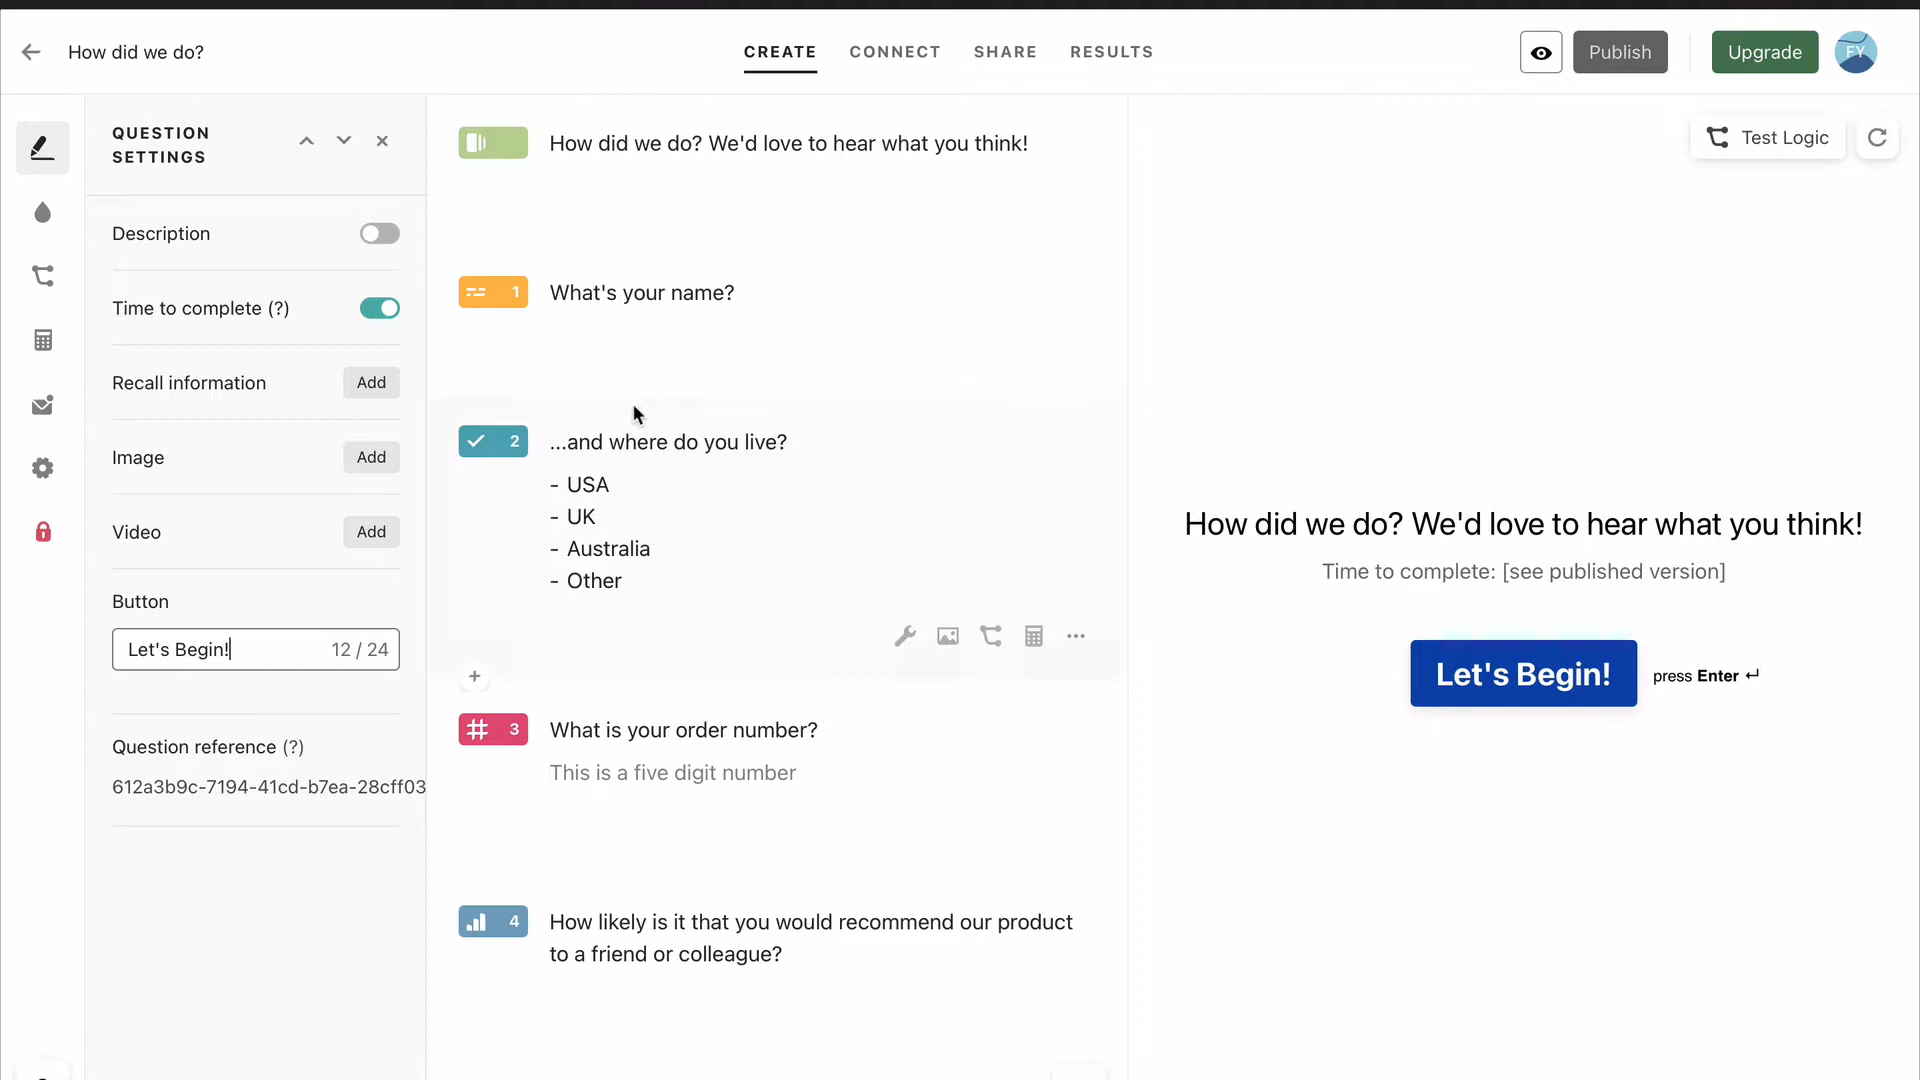 How did we do?
CREATE
CONNECT
SHARE
RESULTS
Publish
Upgrade
FY
QUESTION
SETTINGS
Description
Time to complete (?)
Recall information
Add
Image
Add
Video
Add
Button
Let's Begin!
12 / 24
Question reference (?)
612a3b9c-7194-41cd-b7ea-28cff03
How did we do? We'd love to hear what you think!
1
What's your name?
2
...and where do you live?
- USA
- UK
- Australia
- Other
+
3
What is your order number?
This is a five digit number
4
How likely is it that you would recommend our product
to a friend or colleague?
Test Logic
How did we do? We'd love to hear what you think!
Time to complete: [see published version]
Let's Begin!
press Enter ↵